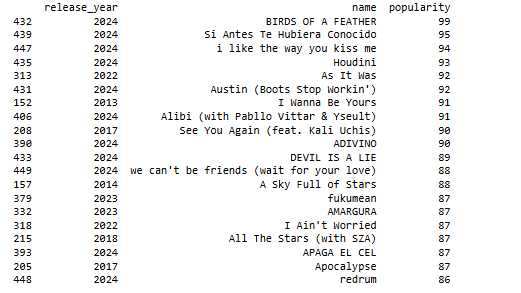 release_year name popularity
432 2024 BIRDS OF A FEATHER 99
439 2024 Si Antes Te Hubiera Conocido 95
447 2024 i like the way you kiss me 94
435 2024 Houdini 93
313 2022 As It Was 92
431 2024 Austin (Boots Stop Workin') 92
152 2013 I Wanna Be Yours 91
406 2024 Alibi (with Pabllo Vittar & Yseult) 91
208 2017 See You Again (feat. Kali Uchis) 90
390 2024 ADIVINO 90
433 2024 DEVIL IS A LIE 89
449 2024 we can't be friends (wait for your love) 88
157 2014 A Sky Full of Stars 88
379 2023 fukumean 87
332 2023 AMARGURA 87
318 2022 I Ain't Worried 87
215 2018 All The Stars (with SZA) 87
393 2024 APAGA EL CEL 87
205 2017 Apocalypse 87
448 2024 redrum 86